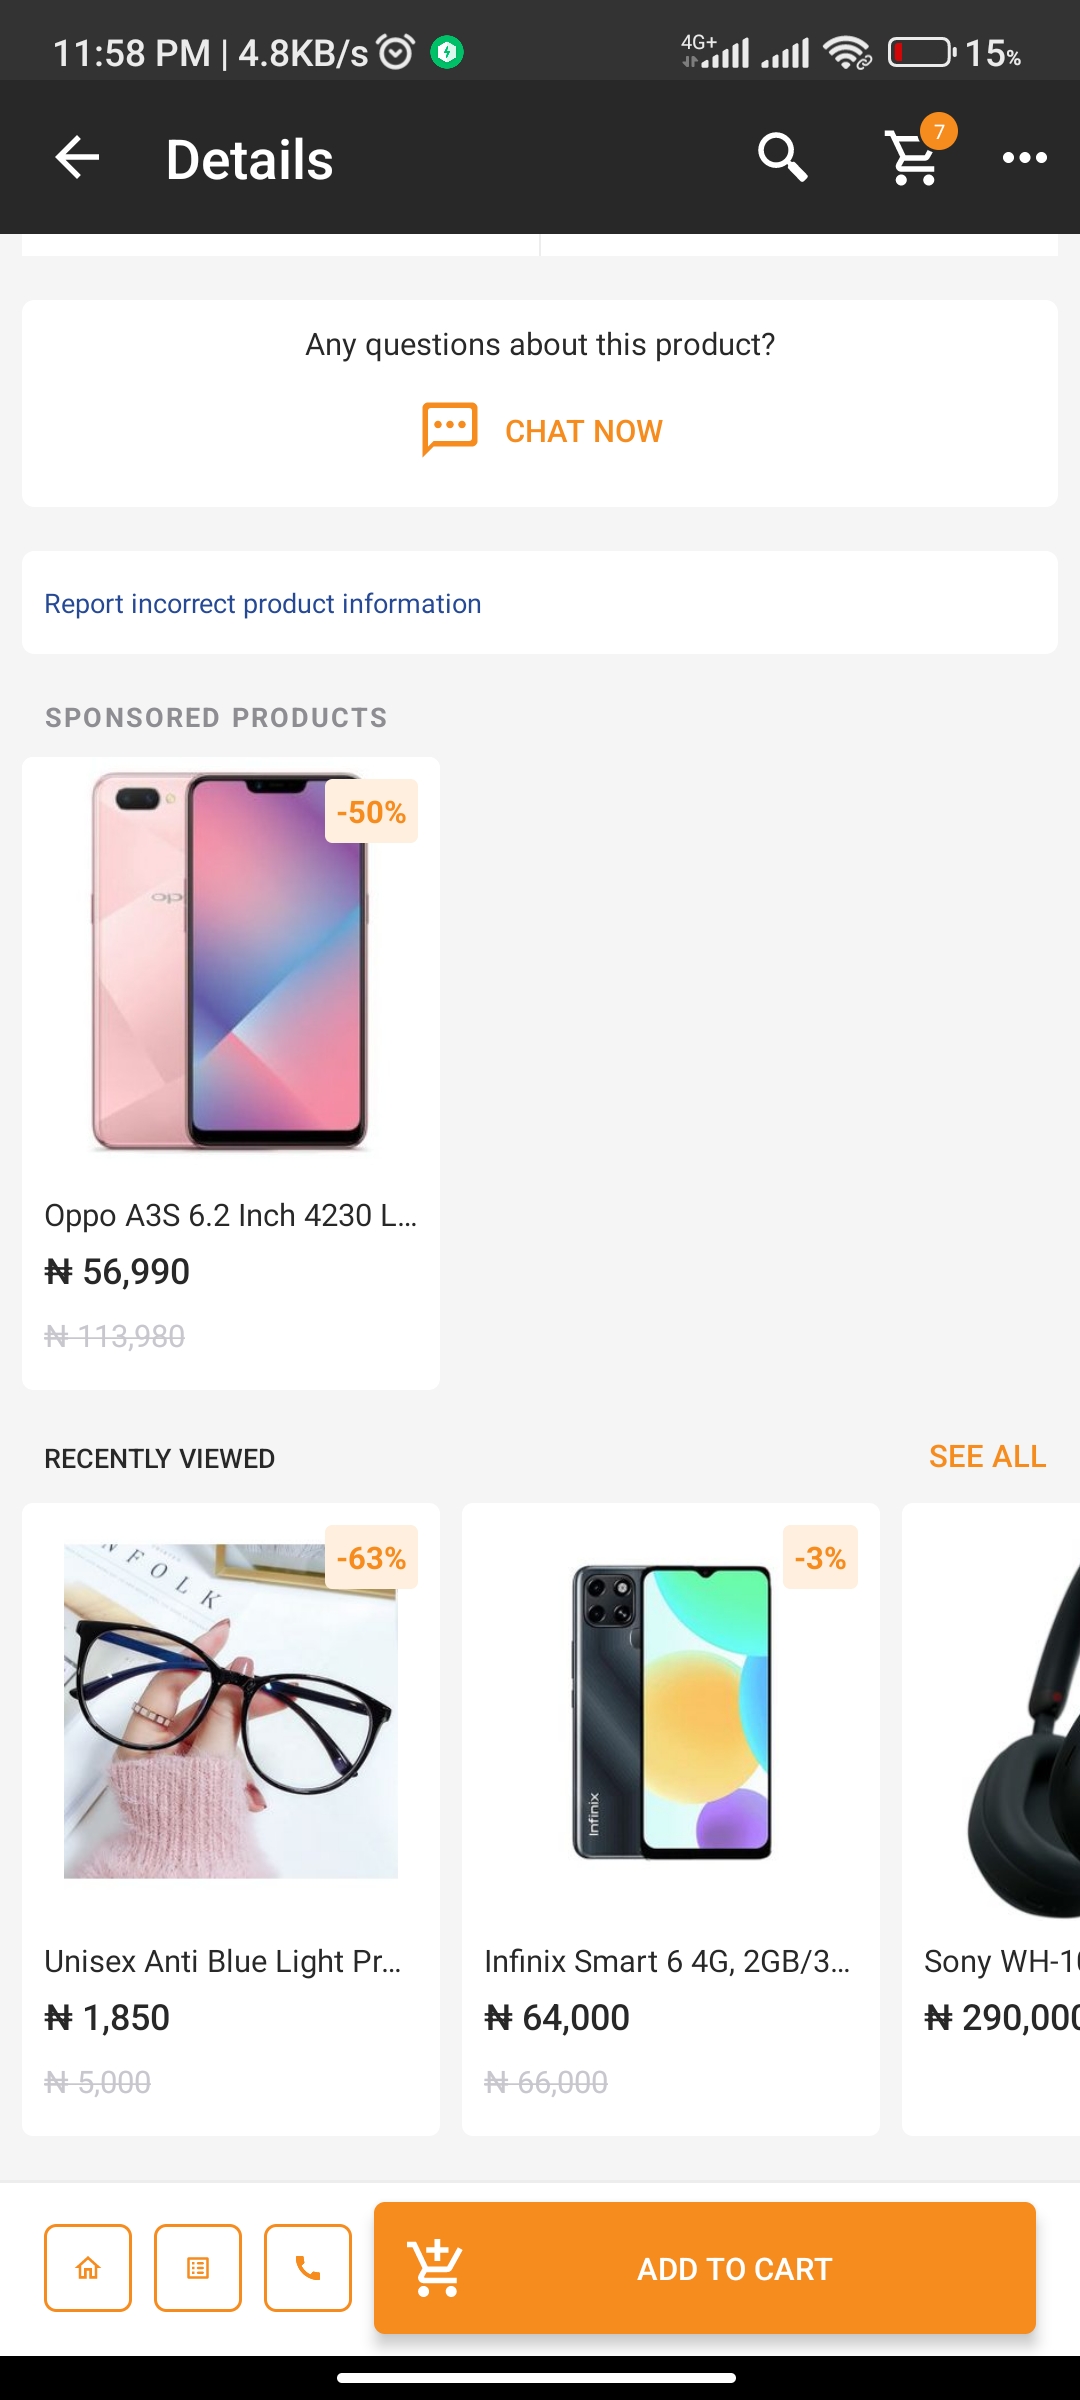 11:58 PM | 4.8KB/s
4G+
15%
Details
7
Any questions about this product?
CHAT NOW
Report incorrect product information
SPONSORED PRODUCTS
-50%
Oppo A3S 6.2 Inch 4230 L...
₦ 56,990
₦ 113,980
RECENTLY VIEWED
SEE ALL
-63%
NFOLK
Unisex Anti Blue Light Pr...
₦ 1,850
₦ 5,000
-3%
Infinix
Infinix Smart 6 4G, 2GB/3...
₦ 64,000
₦ 66,000
Sony WH-10
₦ 290,000
ADD TO CART